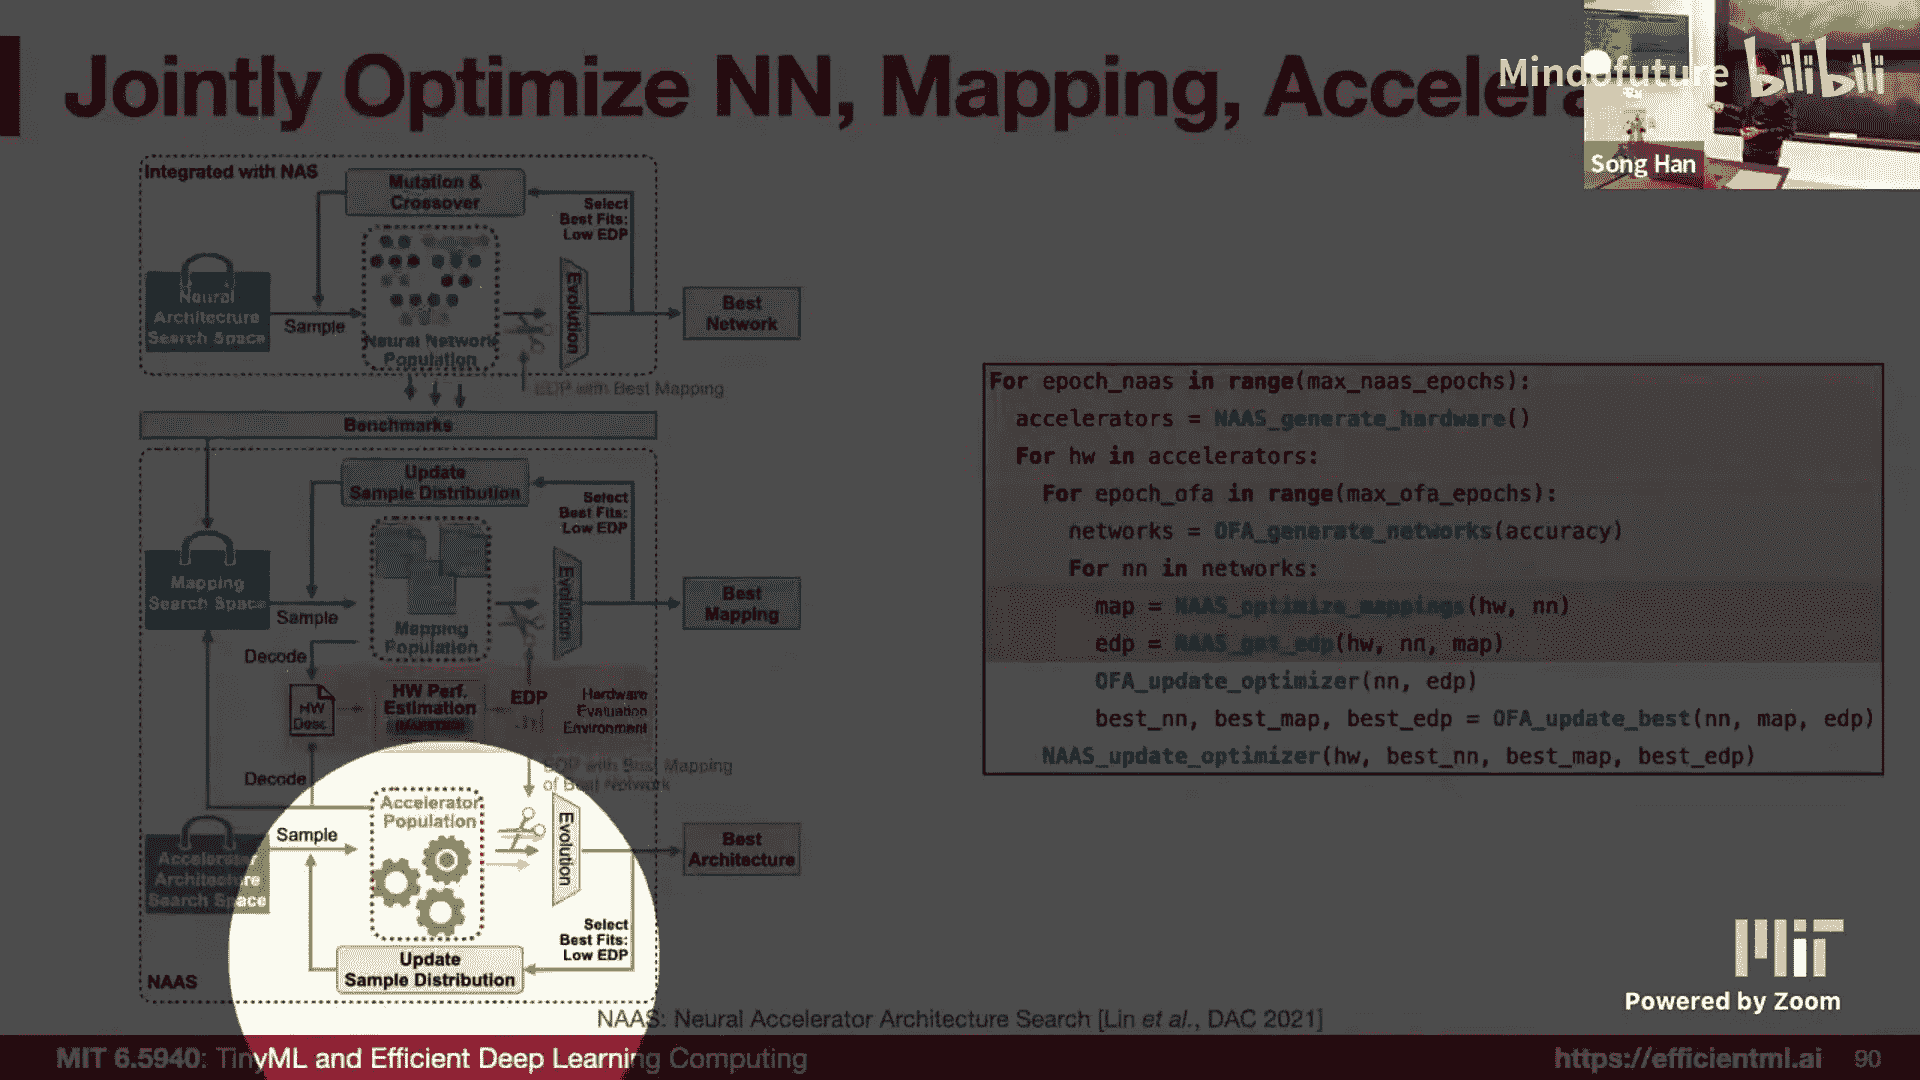 Jointly Optimize NN, Mapping, Accelera
Mindofuture
bilibili
Song Han
Integrated with NAS
Mutation &
Crossover
Select
Best Fits:
Low EDP
Neural
Architecrure
Search Space
Sample
Neural Network
Population
Evolution
Best
Network
EDP with Best Mapping
Benchmarks
Update
Sample Distribution
Select
Best Fits:
Low EDP
Mapping
Search Space
Sample
Mapping
Population
Evolution
Best
Mapping
Decode
HW
Desc.
HW Perf.
Estimation
(MAESTRO)
EDP
Hardware
Evaluation
Environment
Decode
EDP with Best Mapping
of Best Network
Accelerator
Architecture
Search Space
Sample
Accelerator
Population
Evolution
Best
Architecture
Select
Best Fits:
Low EDP
Update
Sample Distribution
NAAS
For epoch_naas in range(max_naas_epochs):
accelerators = NAAS_generate_hardware()
For hw in accelerators:
For epoch_ofa in range(max_ofa_epochs):
networks = OFA_generate_networks(accuracy)
For nn in networks:
map = NAAS_optimize_mappings(hw, nn)
edp = NAAS_get_edp(hw, nn, map)
OFA_update_optimizer(nn, edp)
best_nn, best_map, best_edp = OFA_update_best(nn, map, edp)
NAAS_update_optimizer(hw, best_nn, best_map, best_edp)
MIT
Powered by Zoom
NAAS: Neural Accelerator Architecture Search [Lin et al., DAC 2021]
MIT 6.5940: TinyML and Efficient Deep Learning Computing
https://efficientml.ai
90